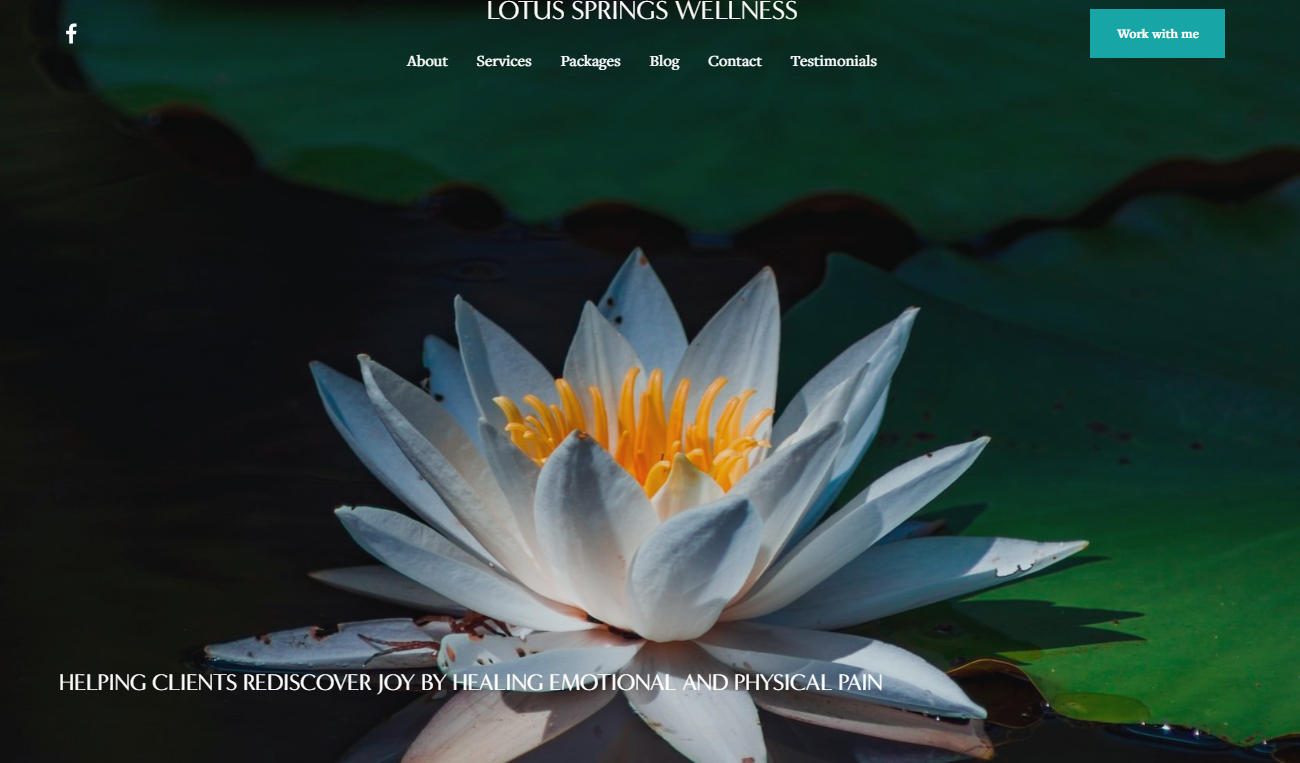 LOTUS SPRINGS WELLNESS
Work with me
About Services Packages Blog Contact Testimonials
HELPING CLIENTS REDISCOVER JOY BY HEALING EMOTIONAL AND PHYSICAL PAIN